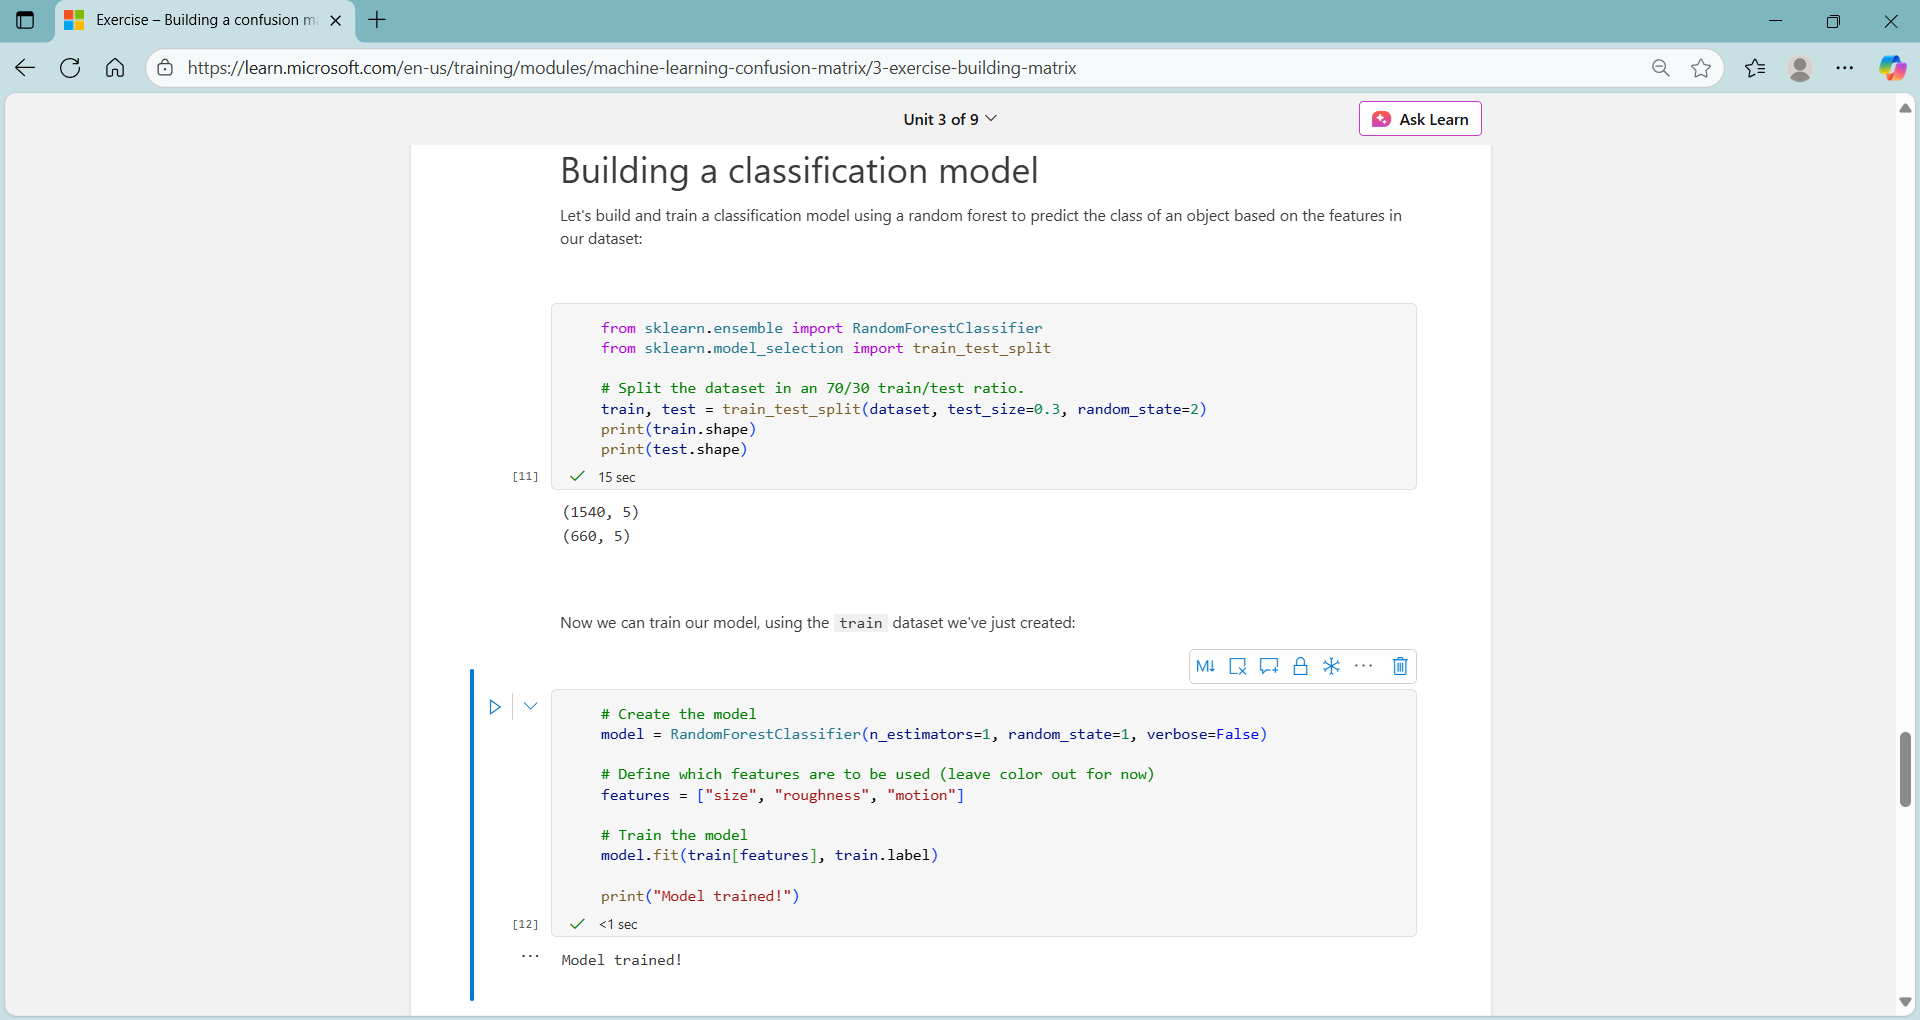 Exercise – Building a confusion m
https://learn.microsoft.com/en-us/training/modules/machine-learning-confusion-matrix/3-exercise-building-matrix
Unit 3 of 9
Ask Learn
Building a classification model
Let's build and train a classification model using a random forest to predict the class of an object based on the features in
our dataset:
from sklearn.ensemble import RandomForestClassifier
from sklearn.model_selection import train_test_split
# Split the dataset in an 70/30 train/test ratio.
train, test = train_test_split(dataset, test_size=0.3, random_state=2)
print(train.shape)
print(test.shape)
[11] 15 sec
(1540, 5)
(660, 5)
Now we can train our model, using the train dataset we've just created:
M↓
# Create the model
model = RandomForestClassifier(n_estimators=1, random_state=1, verbose=False)
# Define which features are to be used (leave color out for now)
features = ["size", "roughness", "motion"]
# Train the model
model.fit(train[features], train.label)
print("Model trained!")
[12] <1 sec
Model trained!